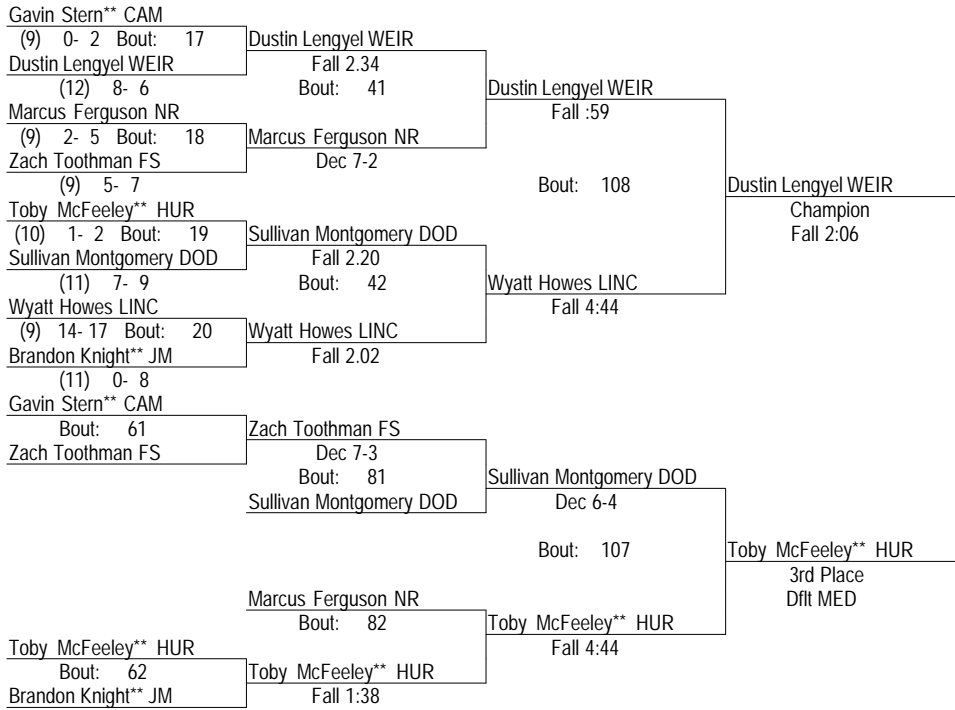 Gavin Stern** CAM
(9) 0- 2 Bout: 17 Dustin Lengyel WEIR
Dustin Lengyel WEIR Fall 2.34
(12) 8- 6 Bout: 41 Dustin Lengyel WEIR
Marcus Ferguson NR Fall :59
(9) 2- 5 Bout: 18 Marcus Ferguson NR
Zach Toothman FS Dec 7-2
(9) 5- 7 Bout: 108 Dustin Lengyel WEIR
Toby McFeeley** HUR Champion
(10) 1- 2 Bout: 19 Sullivan Montgomery DOD Fall 2:06
Sullivan Montgomery DOD Fall 2.20
(11) 7- 9 Bout: 42 Wyatt Howes LINC
Wyatt Howes LINC Fall 4:44
(9) 14- 17 Bout: 20 Wyatt Howes LINC
Brandon Knight** JM Fall 2.02
(11) 0- 8
Gavin Stern** CAM
Bout: 61 Zach Toothman FS
Zach Toothman FS Dec 7-3
Bout: 81 Sullivan Montgomery DOD
Sullivan Montgomery DOD Dec 6-4
Bout: 107 Toby McFeeley** HUR
3rd Place
Marcus Ferguson NR Dflt MED
Bout: 82 Toby McFeeley** HUR
Toby McFeeley** HUR Fall 4:44
Bout: 62 Toby McFeeley** HUR
Brandon Knight** JM Fall 1:38